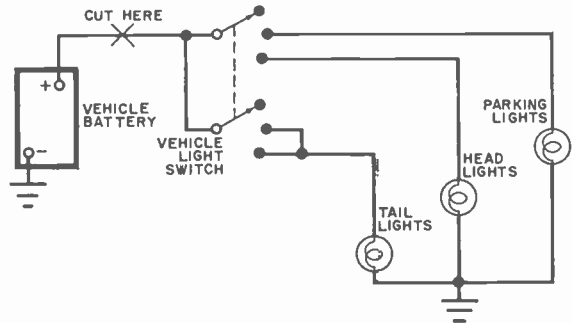 CUT HERE
+
VEHICLE
BATTERY
-
VEHICLE
LIGHT
SWITCH
PARKING
LIGHTS
HEAD
LIGHTS
TAIL
LIGHTS